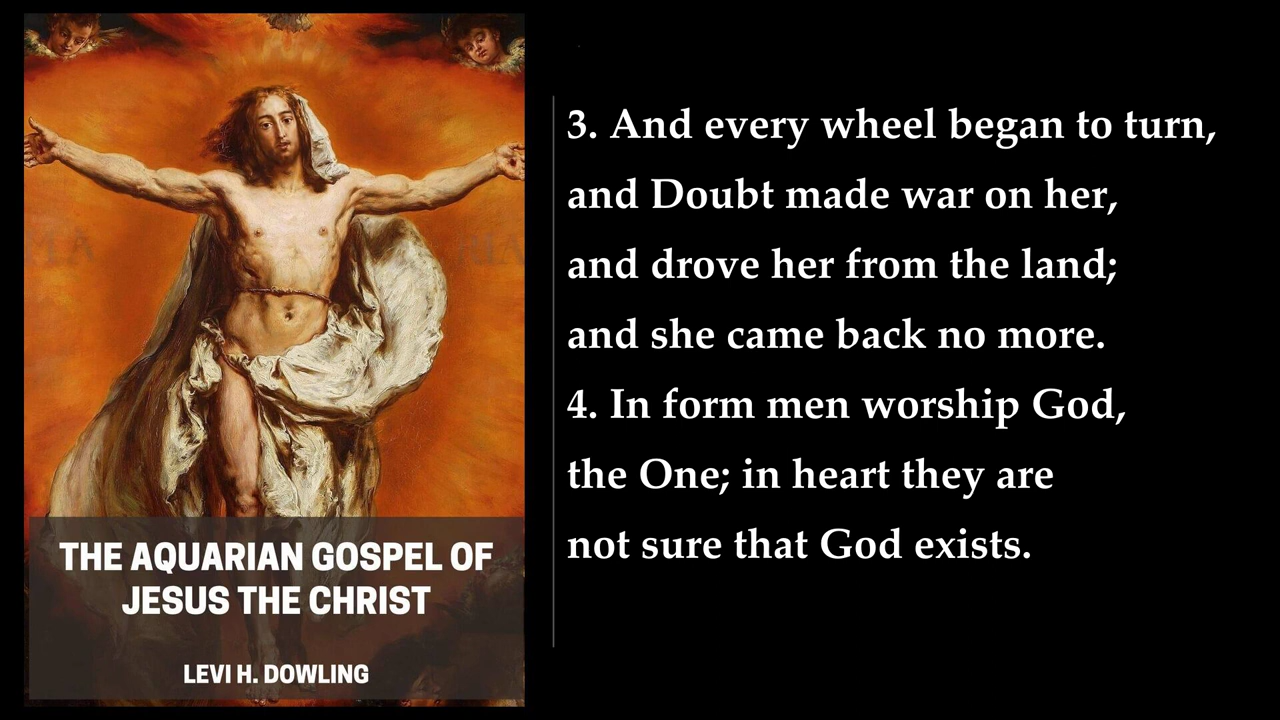 THE AQUARIAN GOSPEL OF
JESUS THE CHRIST
LEVI H. DOWLING
3. And every wheel began to turn,
and Doubt made war on her,
and drove her from the land;
and she came back no more.
4. In form men worship God,
the One; in heart they are
not sure that God exists.